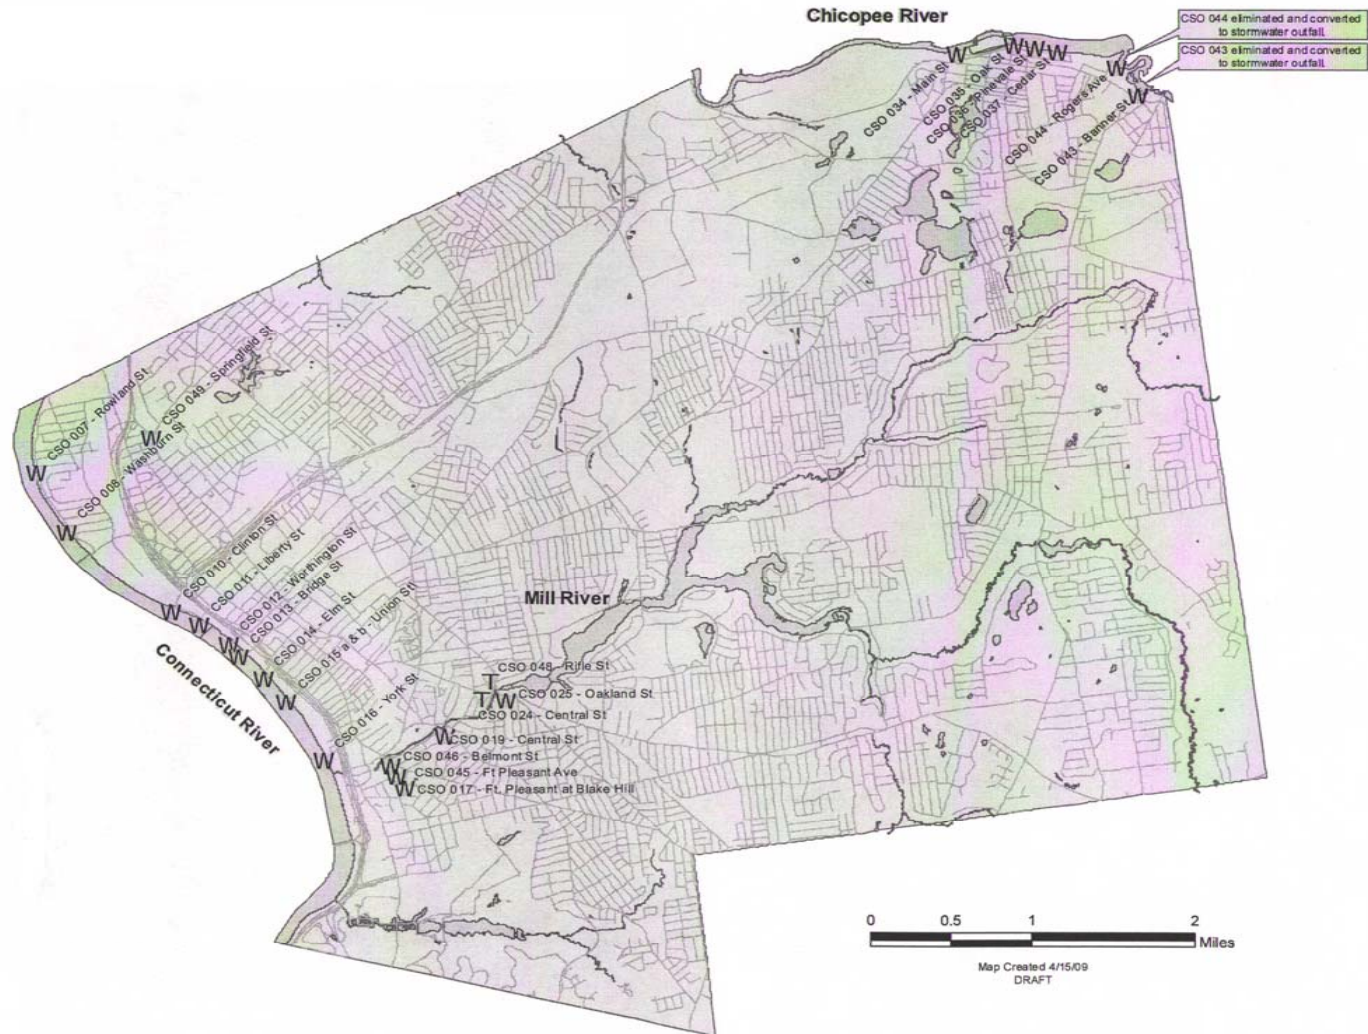 Chicopee River
CSO 044 eliminated and converted
to stormwater outfall.
CSO 043 eliminated and converted
to stormwater outfall.
W
W
W
W
W
W
CSO 034 - Main St
CSO 035 - Oak St
CSO 036 - Pinevale St
CSO 037 - Cedar St
CSO 044 - Rogers Ave
CSO 043 - Banner St
CSO 007 - Rowland St
W
CSO 049 - Springfield St
W
CSO 008 - Washburn St
W
CSO 010 - Clinton St
W
CSO 011 - Liberty St
W
CSO 012 - Worthington St
W
CSO 013 - Bridge St
W
CSO 014 - Elm St
W
CSO 015 a & b - Union St
W
CSO 016 - York St
W
Connecticut River
Mill River
CSO 048 - Rifle St
T
T
W
CSO 025 - Oakland St
CSO 024 - Central St
W
CSO 019 - Central St
W
CSO 046 - Belmont St
W
CSO 045 - Ft Pleasant Ave
W
CSO 017 - Ft. Pleasant at Blake Hill
0 0.5 1 2
Miles
Map Created 4/15/09
DRAFT